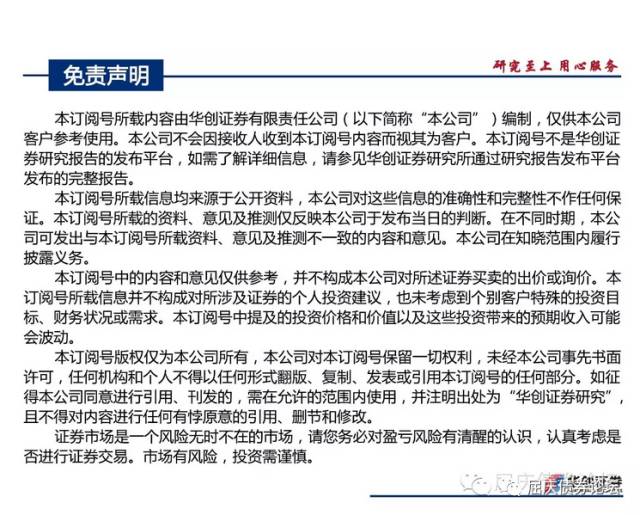 研究至上 用心服务
免责声明
本订阅号所载内容由华创证券有限责任公司（以下简称“本公司”）编制，仅供本公司
客户参考使用。本公司不会因接收人收到本订阅号内容而视其为客户。本订阅号不是华创
证券研究报告的发布平台，如需了解详细信息，请参见华创证券研究所通过研究报告发布平台
发布的完整报告。
本订阅号所载信息均来源于公开资料，本公司对这些信息的准确性和完整性不作任何保
证。本订阅号所载的资料、意见及推测仅反映本公司于发布当日的判断。在不同时期，本公
司可发出与本订阅号所载资料、意见及推测不一致的内容和意见。本公司在知晓范围内履行
披露义务。
本订阅号中的内容和意见仅供参考，并不构成本公司对所述证券买卖的出价或询价。本
订阅号所载信息并不构成对所涉及证券的个人投资建议，也未考虑到个别客户特殊的投资目
标、财务状况或需求。本订阅号中提及的投资价格和价值以及这些投资带来的预期收入可能
会波动。
本订阅号版权仅为本公司所有，本公司对本订阅号保留一切权利，未经本公司事先书面
许可，任何机构和个人不得以任何形式翻版、复制、发表或引用本订阅号的任何部分。如征
得本公司同意进行引用、刊发的，需在允许的范围内使用，并注明出处为“华创证券研究”，
且不得对内容进行任何有悖原意的引用、删节和修改。
证券市场是一个风险无时不在的市场，请您务必对盈亏风险有清醒的认识，认真考虑是
否进行证券交易。市场有风险，投资需谨慎。
华创证券
屈庆债券论坛